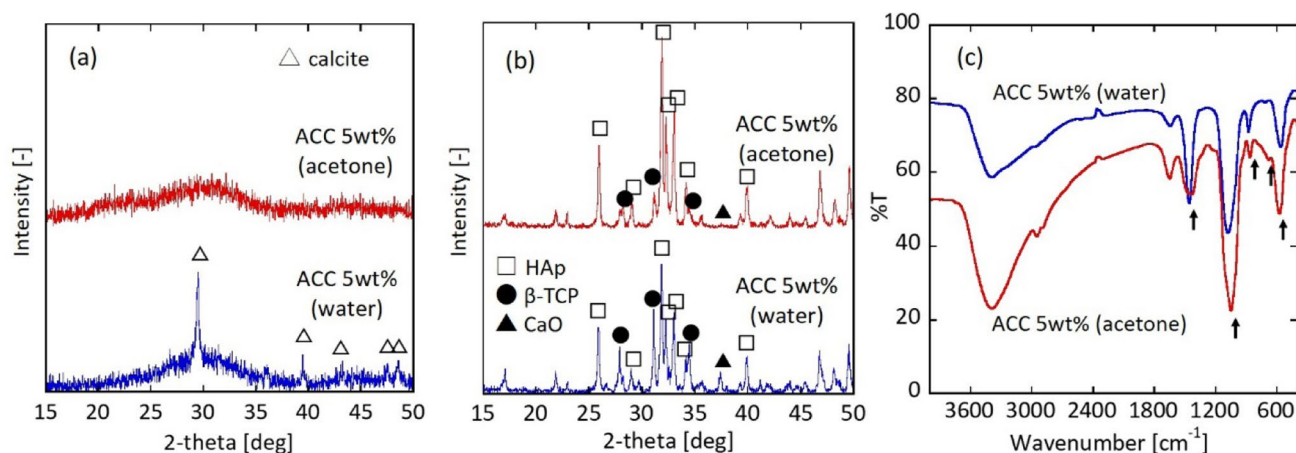 (a)
△ calcite
ACC 5wt%
(acetone)
ACC 5wt%
(water)
Intensity [-]
15 20 25 30 35 40 45 50
2-theta [deg]
(b)
ACC 5wt%
(acetone)
□ HAp
● β-TCP
▲ CaO
ACC 5wt%
(water)
Intensity [-]
15 20 25 30 35 40 45 50
2-theta [deg]
(c)
ACC 5wt% (water)
ACC 5wt% (acetone)
%T
100
80
60
40
20
0
3600 3000 2400 1800 1200 600
Wavenumber [cm⁻¹]